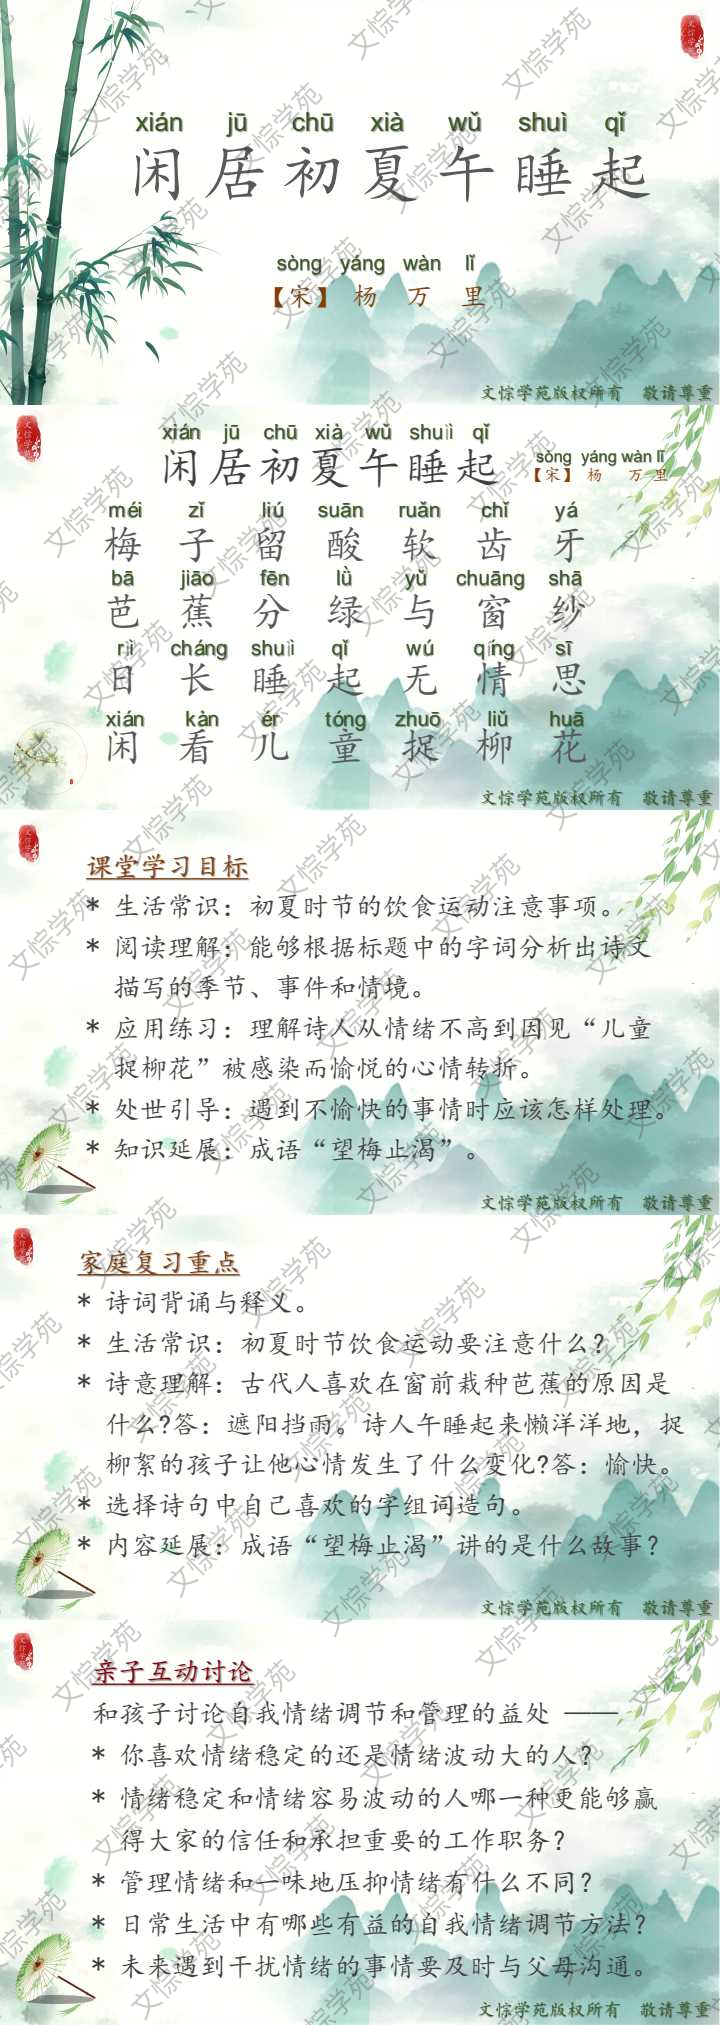 xián jū chū xià wǔ shuì qǐ
闲居初夏午睡起
sòng yáng wàn lǐ
【宋】 杨 万 里
文悰学苑版权所有 敬请尊重
xián jū chū xià wǔ shuì qǐ
闲居初夏午睡起
sòng yáng wàn lǐ
【宋】 杨 万 里
méi zǐ liú suān ruǎn chǐ yá
梅 子 留 酸 软 齿 牙
bā jiāo fēn lǜ yǔ chuāng shā
芭 蕉 分 绿 与 窗 纱
rì cháng shuì qǐ wú qíng sī
日 长 睡 起 无 情 思
xián kàn ér tóng zhuō liǔ huā
闲 看 儿 童 捉 柳 花
文悰学苑版权所有 敬请尊重
课堂学习目标
* 生活常识：初夏时节的饮食运动注意事项。
* 阅读理解：能够根据标题中的字词分析出诗文
描写的季节、事件和情境。
* 应用练习：理解诗人从情绪不高到因见“儿童
捉柳花”被感染而愉悦的心情转折。
* 处世引导：遇到不愉快的事情时应该怎样处理。
* 知识延展：成语“望梅止渴”。
文悰学苑版权所有 敬请尊重
家庭复习重点
* 诗词背诵与释义。
* 生活常识：初夏时节饮食运动要注意什么?
* 诗意理解：古代人喜欢在窗前栽种芭蕉的原因是
什么?答：遮阳挡雨。诗人午睡起来懒洋洋地，捉
柳絮的孩子让他心情发生了什么变化?答：愉快。
* 选择诗句中自己喜欢的字组词造句。
* 内容延展：成语“望梅止渴”讲的是什么故事？
文悰学苑版权所有 敬请尊重
亲子互动讨论
和孩子讨论自我情绪调节和管理的益处 ——
* 你喜欢情绪稳定的还是情绪波动大的人?
* 情绪稳定和情绪容易波动的人哪一种更能够赢
得大家的信任和承担重要的工作职务?
* 管理情绪和一味地压抑情绪有什么不同?
* 日常生活中有哪些有益的自我情绪调节方法?
* 未来遇到干扰情绪的事情要及时与父母沟通。
文悰学苑版权所有 敬请尊重